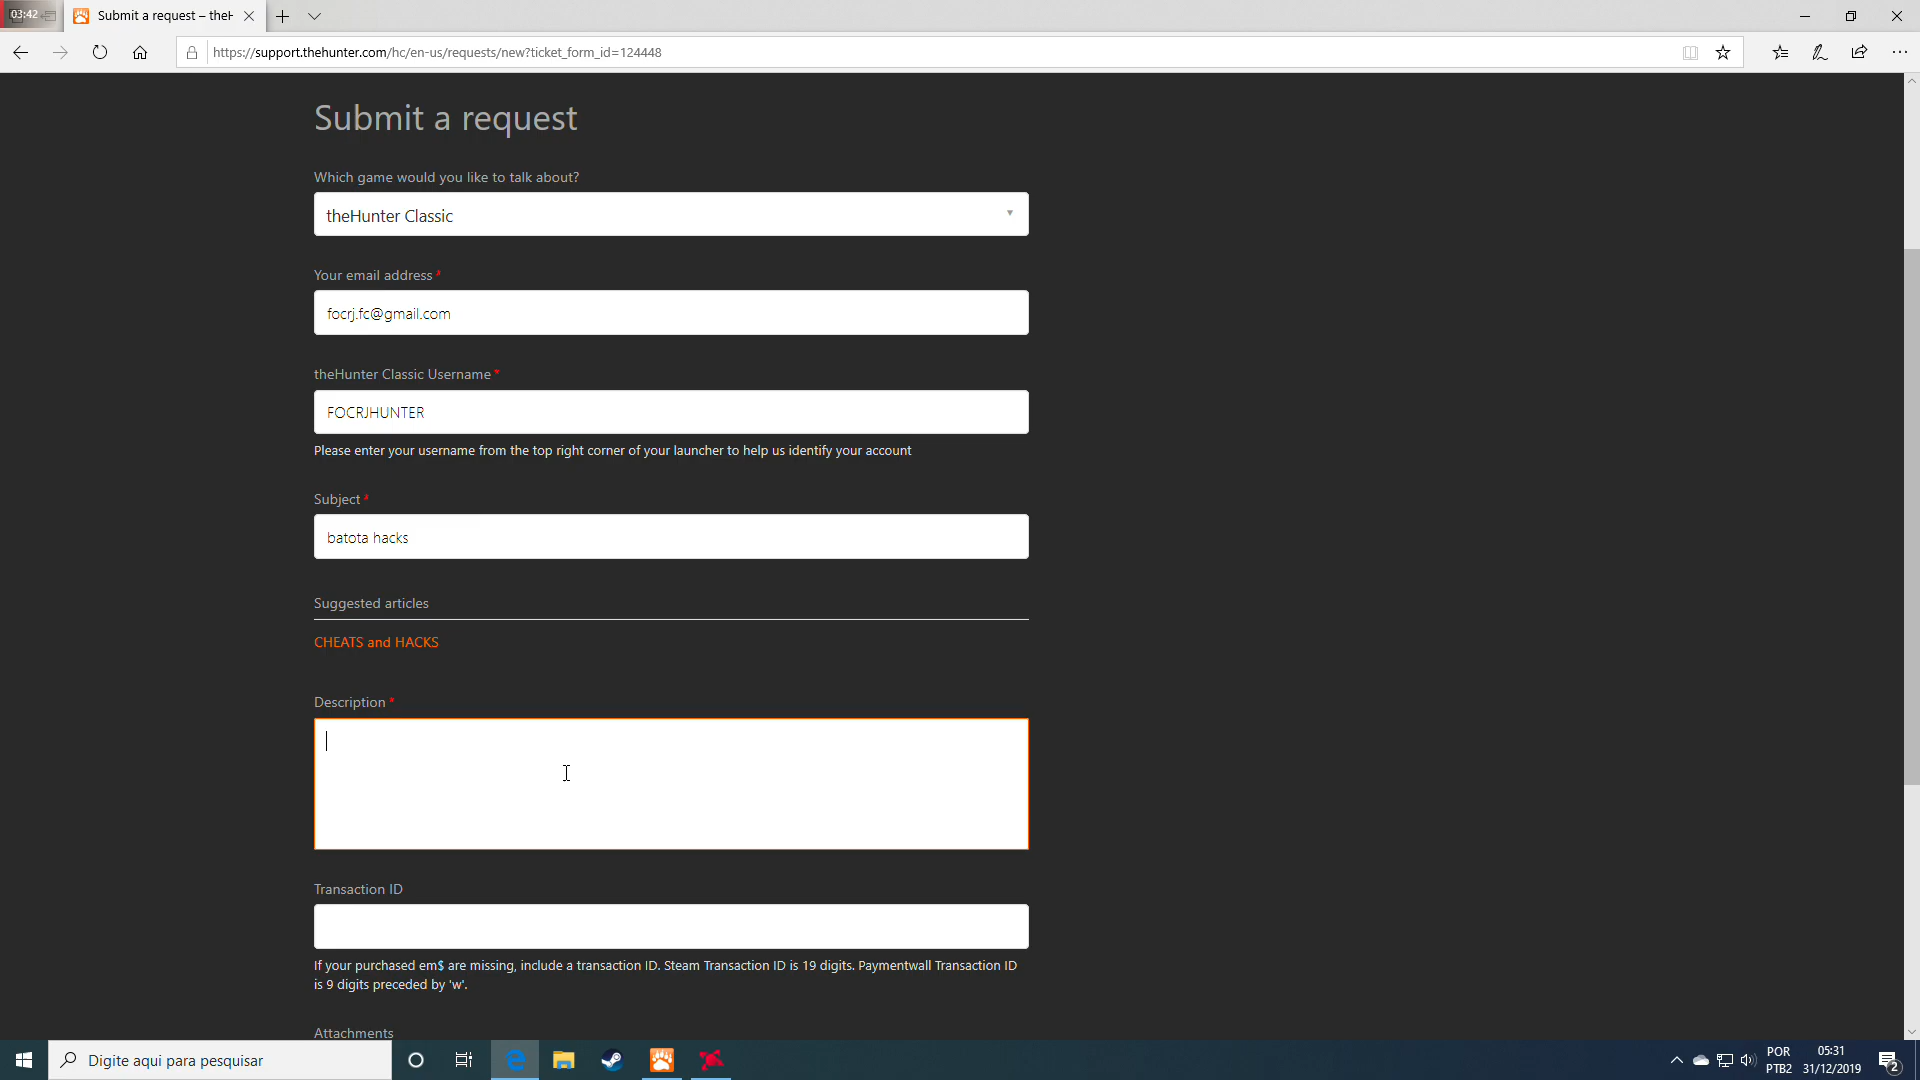 03:42
Submit a request – theH
https://support.thehunter.com/hc/en-us/requests/new?ticket_form_id=124448
Submit a request
Which game would you like to talk about?
theHunter Classic
Your email address *
focrj.fc@gmail.com
theHunter Classic Username *
FOCRJHUNTER
Please enter your username from the top right corner of your launcher to help us identify your account
Subject *
batota hacks
Suggested articles
CHEATS and HACKS
Description *
Transaction ID
If your purchased em$ are missing, include a transaction ID. Steam Transaction ID is 19 digits. Paymentwall Transaction ID
is 9 digits preceded by 'w'.
Attachments
Digite aqui para pesquisar
POR
PTB2
05:31
31/12/2019
2